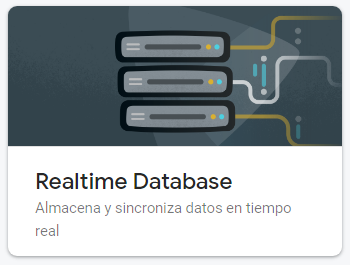 Realtime Database
Almacena y sincroniza datos en tiempo
real